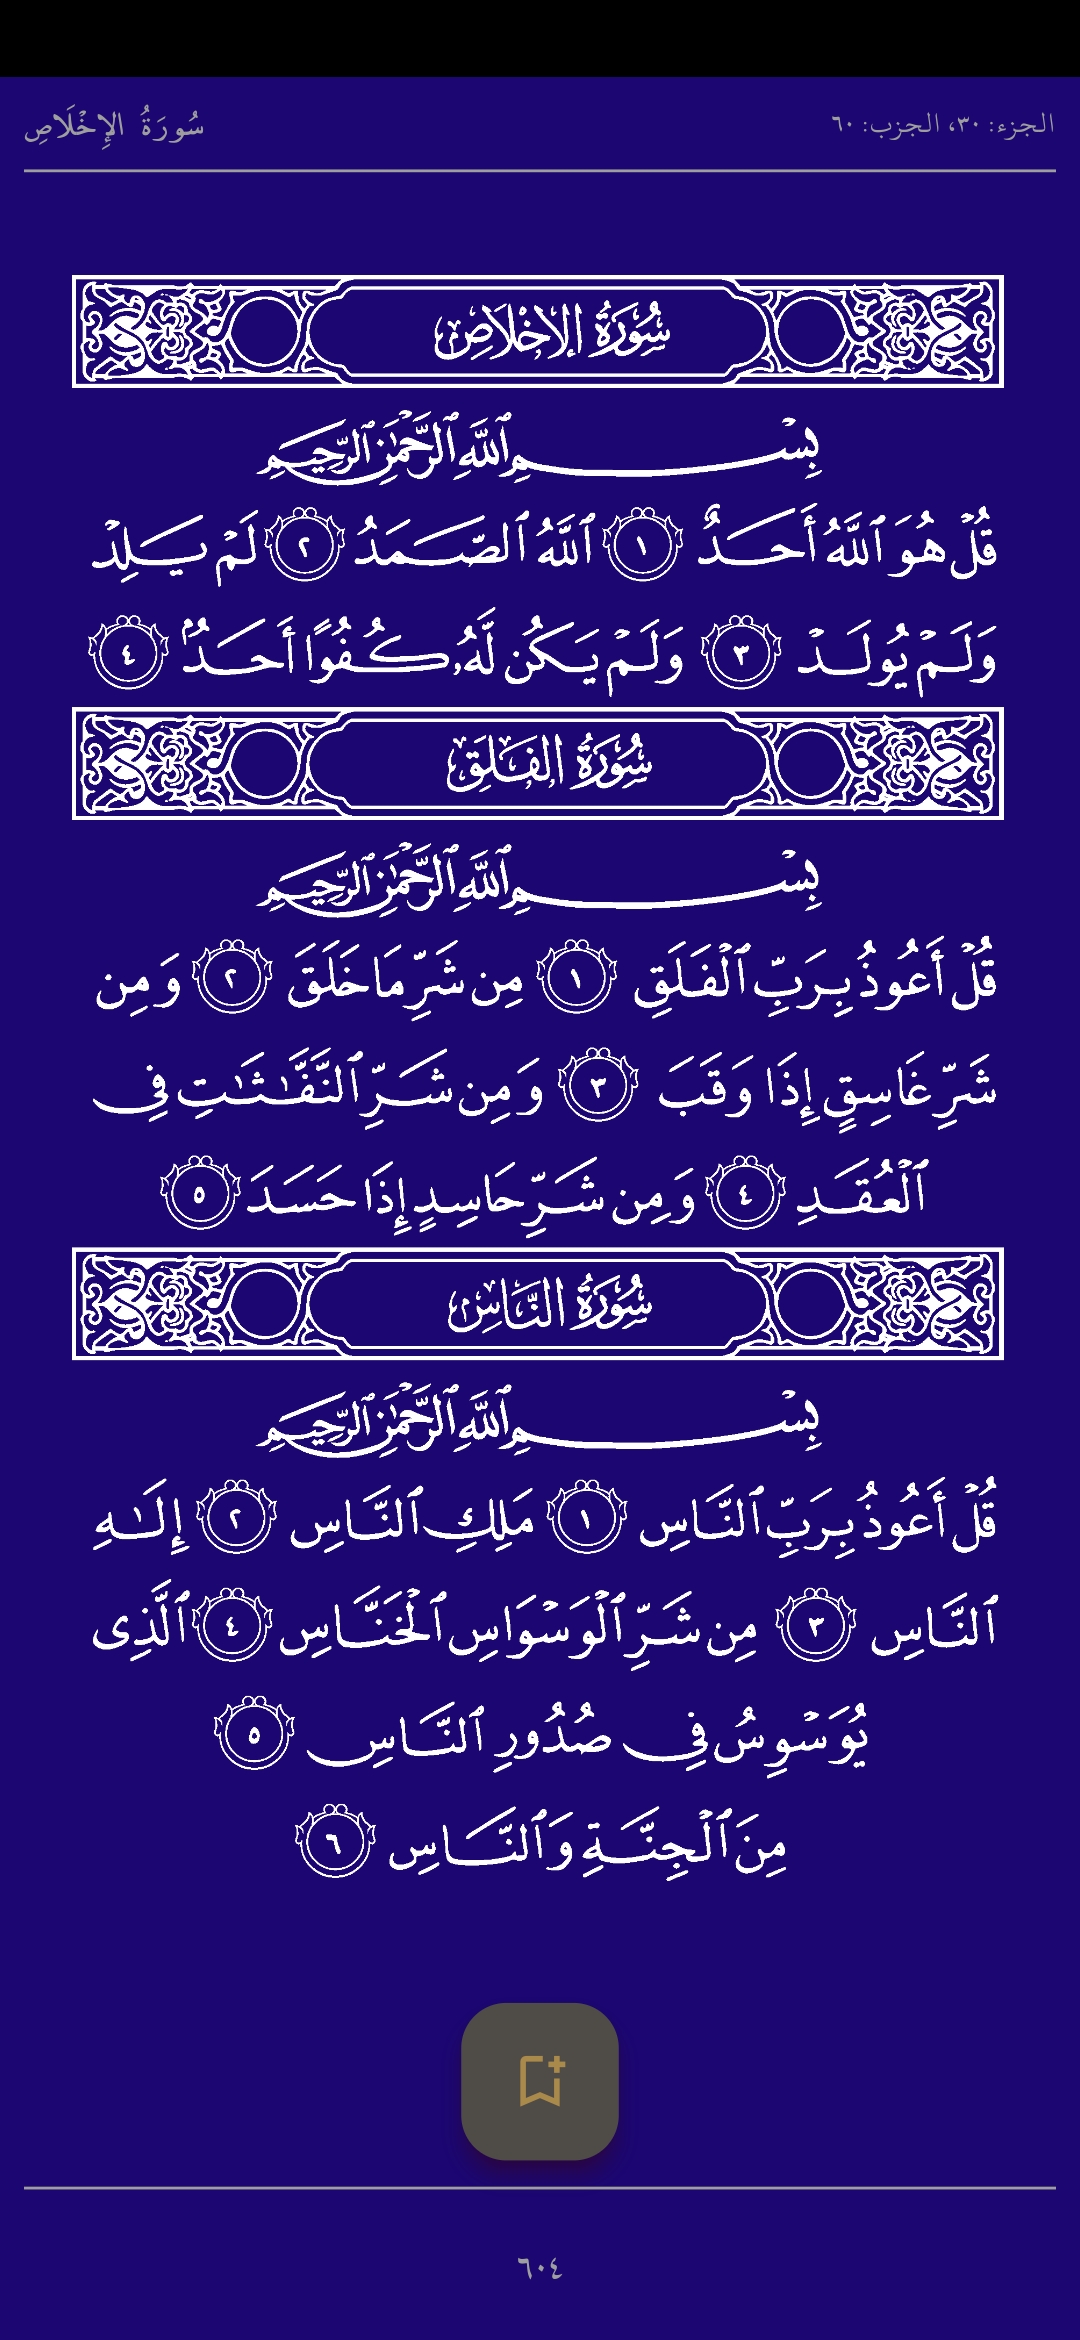 الجزء: ٣٠، الحزب: ٦٠
سُورَةُ الإِخْلَاصِ
سُورَةُ الإِخْلَاصِ
بِسْمِ ٱللَّهِ ٱلرَّحْمَٰنِ ٱلرَّحِيمِ
قُلْ هُوَ ٱللَّهُ أَحَدٌ ١ ٱللَّهُ ٱلصَّمَدُ ٢ لَمْ يَلِدْ
وَلَمْ يُولَدْ ٣ وَلَمْ يَكُن لَّهُۥ كُفُوًا أَحَدٌۢ ٤
سُورَةُ الفَلَقِ
بِسْمِ ٱللَّهِ ٱلرَّحْمَٰنِ ٱلرَّحِيمِ
قُلْ أَعُوذُ بِرَبِّ ٱلْفَلَقِ ١ مِن شَرِّ مَا خَلَقَ ٢ وَمِن
شَرِّ غَاسِقٍ إِذَا وَقَبَ ٣ وَمِن شَرِّ ٱلنَّفَّٰثَٰتِ فِى
ٱلْعُقَدِ ٤ وَمِن شَرِّ حَاسِدٍ إِذَا حَسَدَ ٥
سُورَةُ النَّاسِ
بِسْمِ ٱللَّهِ ٱلرَّحْمَٰنِ ٱلرَّحِيمِ
قُلْ أَعُوذُ بِرَبِّ ٱلنَّاسِ ١ مَلِكِ ٱلنَّاسِ ٢ إِلَٰهِ
ٱلنَّاسِ ٣ مِن شَرِّ ٱلْوَسْوَاسِ ٱلْخَنَّاسِ ٤ ٱلَّذِى
يُوَسْوِسُ فِى صُدُورِ ٱلنَّاسِ ٥
مِنَ ٱلْجِنَّةِ وَٱلنَّاسِ ٦
٦٠٤